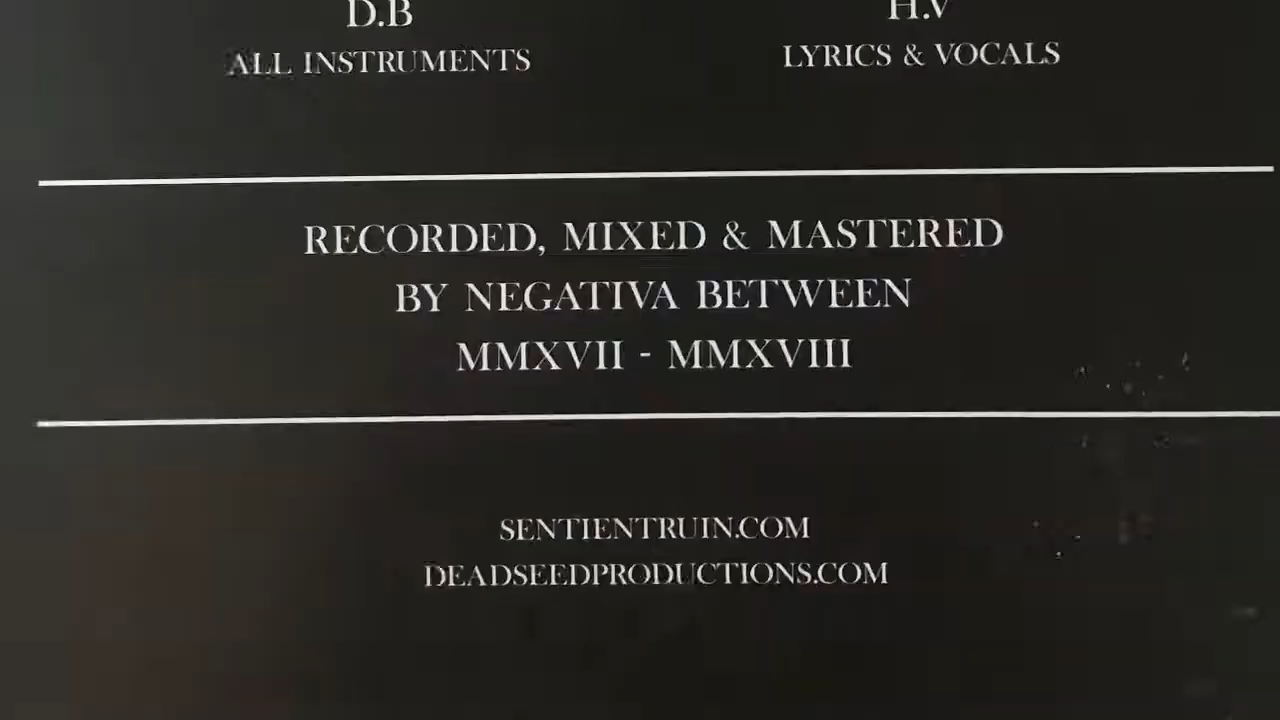 D.B
H.V
ALL INSTRUMENTS
LYRICS & VOCALS
RECORDED, MIXED & MASTERED
BY NEGATIVA BETWEEN
MMXVII - MMXVIII
SENTIENTRUIN.COM
DEADSEEDPRODUCTIONS.COM